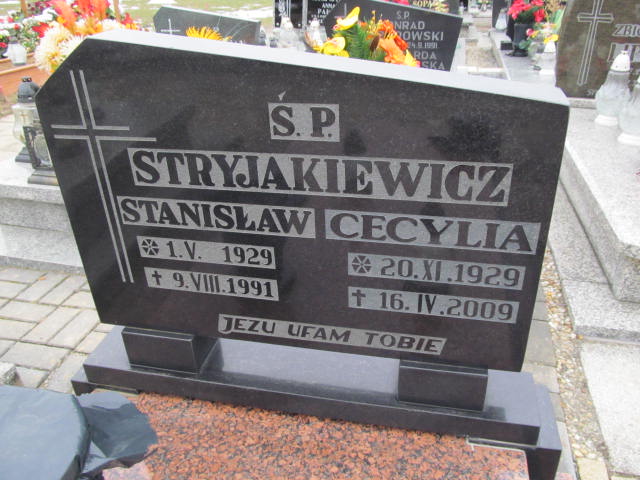 Ś.P.
STRYJAKIEWICZ
STANISŁAW CECYLIA
1.V. 1929
9.VIII.1991
20.XI.1929
16.IV.2009
JEZU UFAM TOBIE
Ś.P.